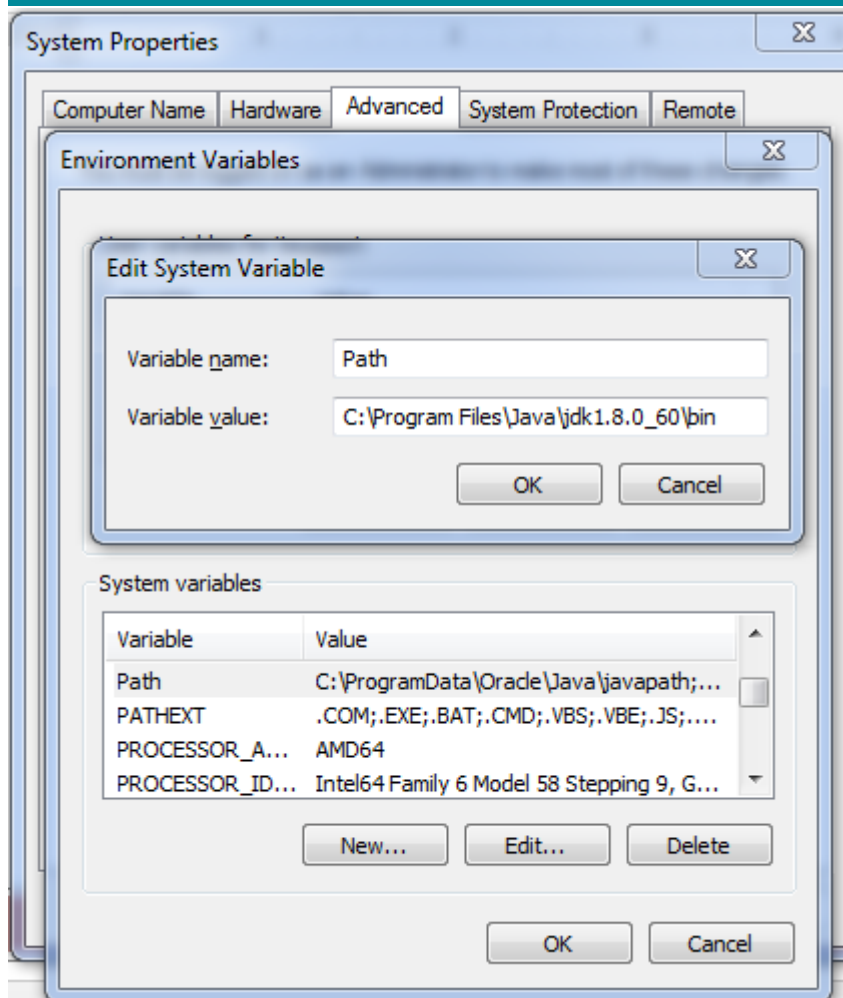 System Properties
Computer Name Hardware Advanced System Protection Remote
Environment Variables
Edit System Variable
Variable name: Path
Variable value: C:\Program Files\Java\jdk1.8.0_60\bin
OK Cancel
System variables
Variable Value
Path C:\ProgramData\Oracle\Java\javapath;...
PATHEXT .COM;.EXE;.BAT;.CMD;.VBS;.VBE;.JS;....
PROCESSOR_A... AMD64
PROCESSOR_ID... Intel64 Family 6 Model 58 Stepping 9, G...
New... Edit... Delete
OK Cancel